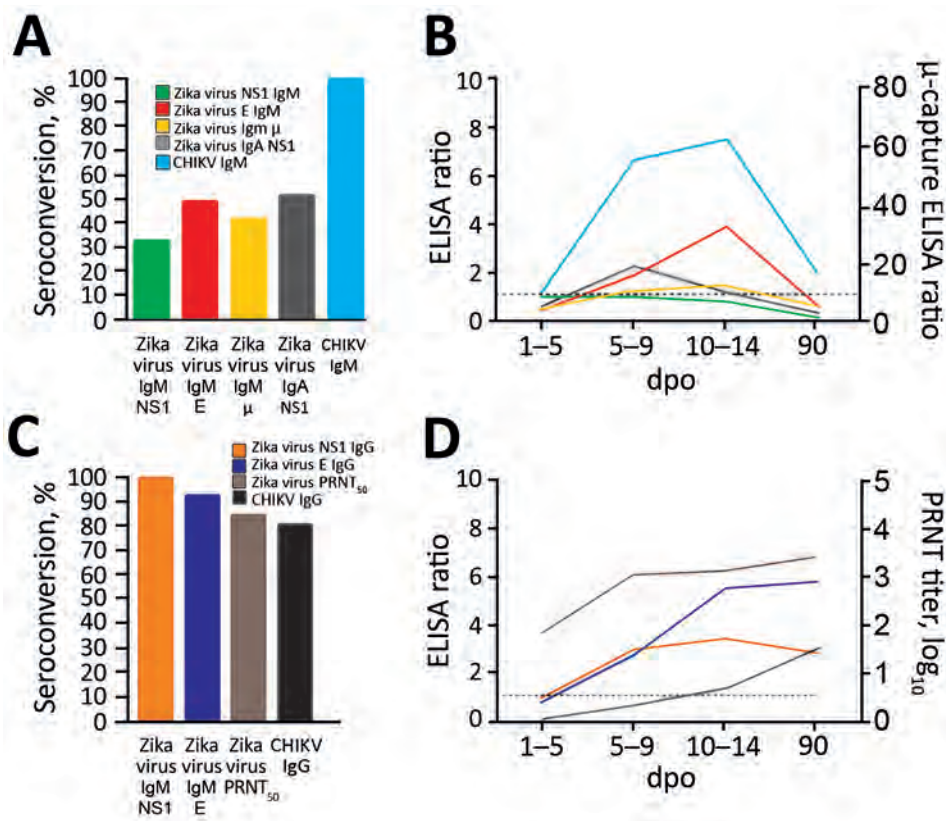 A
Seroconversion, %
100
90
80
70
60
50
40
30
20
10
0
Zika virus NS1 IgM
Zika virus E IgM
Zika virus Igm μ
Zika virus IgA NS1
CHIKV IgM
Zika virus IgM NS1
Zika virus IgM E
Zika virus IgM μ
Zika virus IgA NS1
CHIKV IgM
B
ELISA ratio
10
8
6
4
2
0
80
60
40
20
0
μ-capture ELISA ratio
1–5
5–9
10–14
90
dpo
C
Seroconversion, %
100
90
80
70
60
50
40
30
20
10
0
Zika virus NS1 IgG
Zika virus E IgG
Zika virus PRNT50
CHIKV IgG
Zika virus IgM NS1
Zika virus IgM E
Zika virus PRNT50
CHIKV IgG
D
ELISA ratio
10
8
6
4
2
0
5
4
3
2
1
0
PRNT titer, log10
1–5
5–9
10–14
90
dpo